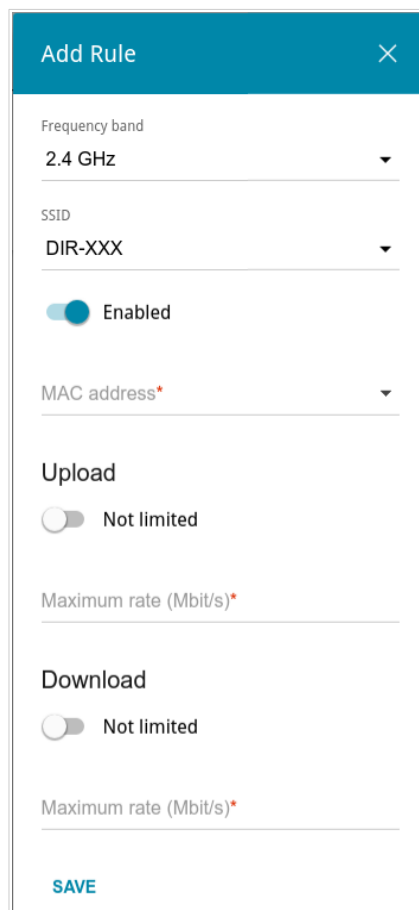 Add Rule
Frequency band
2.4 GHz
SSID
DIR-XXX
Enabled
MAC address*
Upload
Not limited
Maximum rate (Mbit/s)*
Download
Not limited
Maximum rate (Mbit/s)*
SAVE